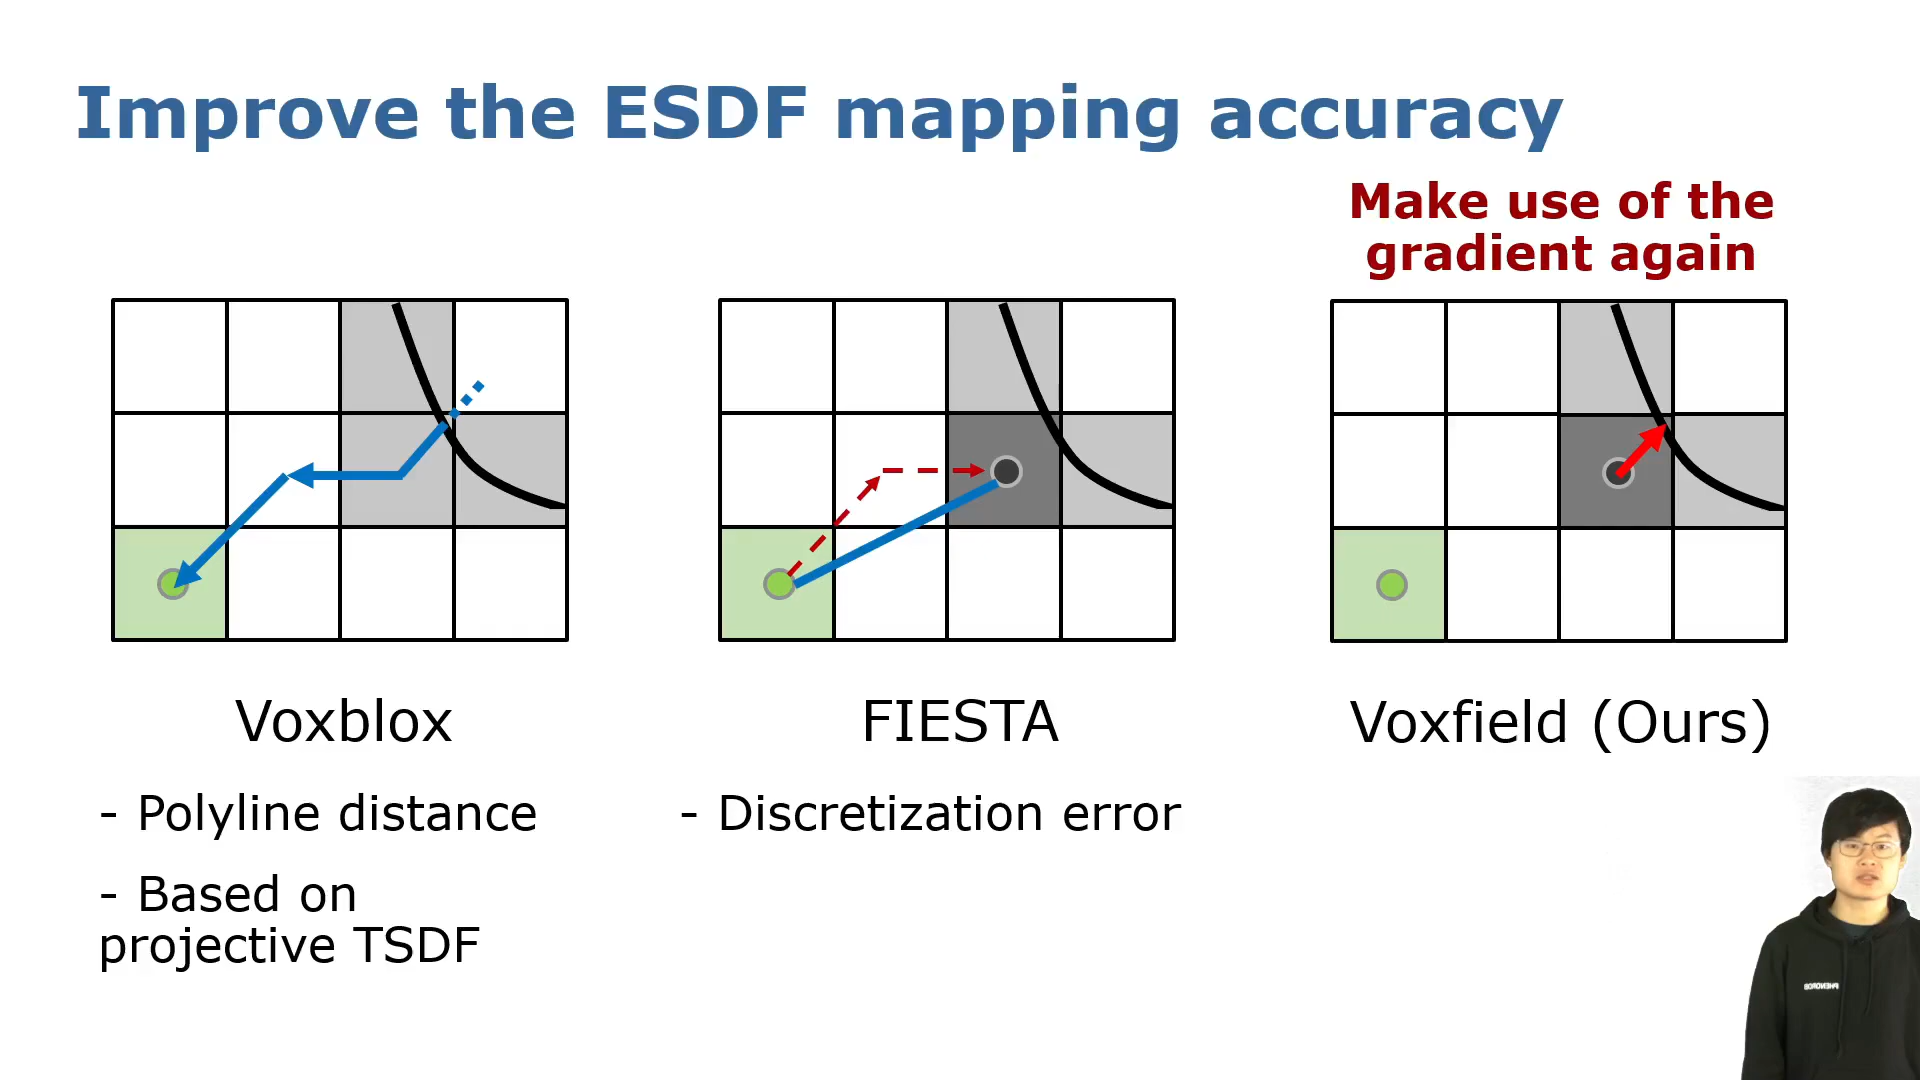 Improve the ESDF mapping accuracy
Make use of the
gradient again
Voxblox
FIESTA
Voxfield (Ours)
- Polyline distance
- Discretization error
- Based on
projective TSDF
PHENOROB